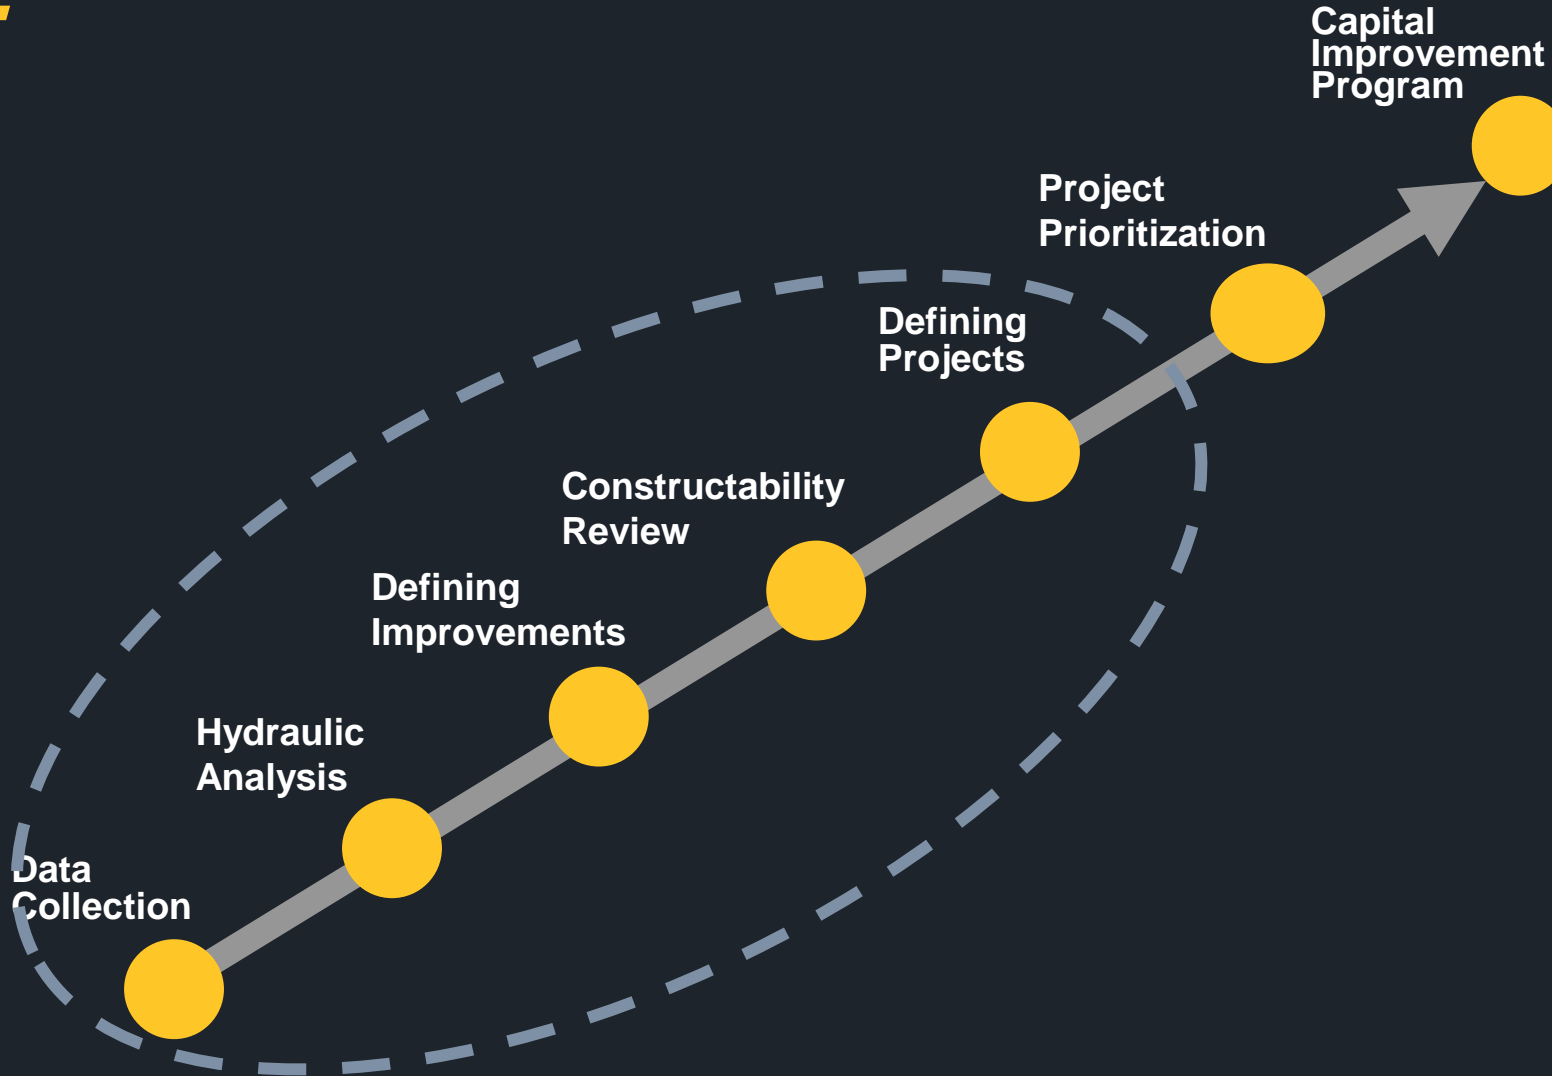 Capital
Improvement
Program
Project
Prioritization
Defining
Projects
Constructability
Review
Defining
Improvements
Hydraulic
Analysis
Data
Collection